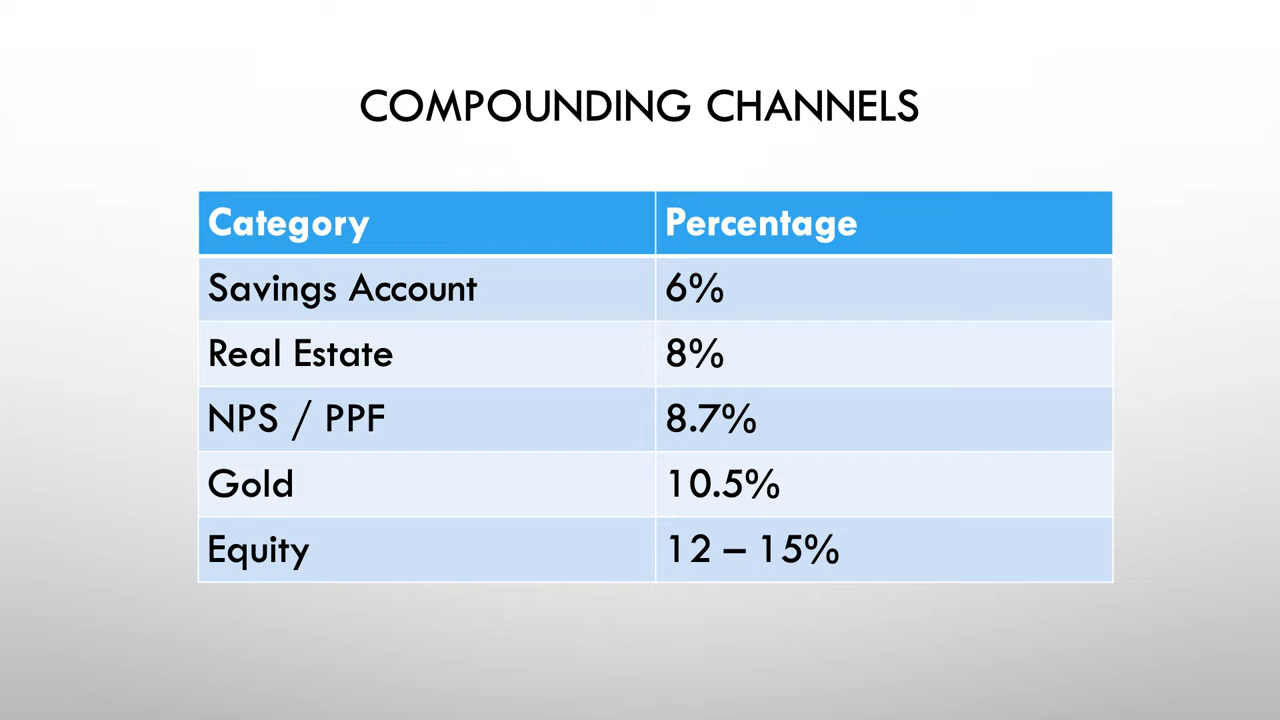 COMPOUNDING CHANNELS
Category Percentage
Savings Account 6%
Real Estate 8%
NPS / PPF 8.7%
Gold 10.5%
Equity 12 – 15%